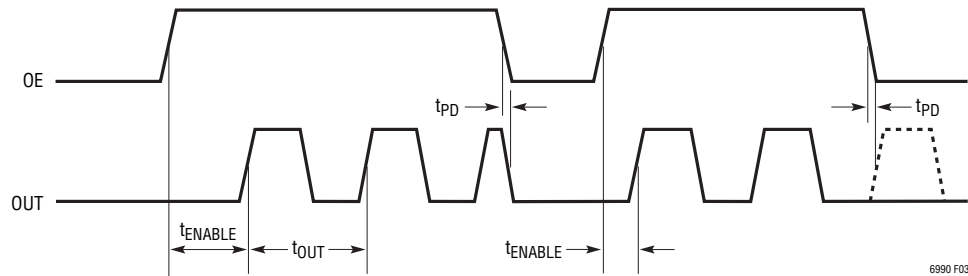 OE
tPD
tPD
OUT
tENABLE
tOUT
tENABLE
6990 F03